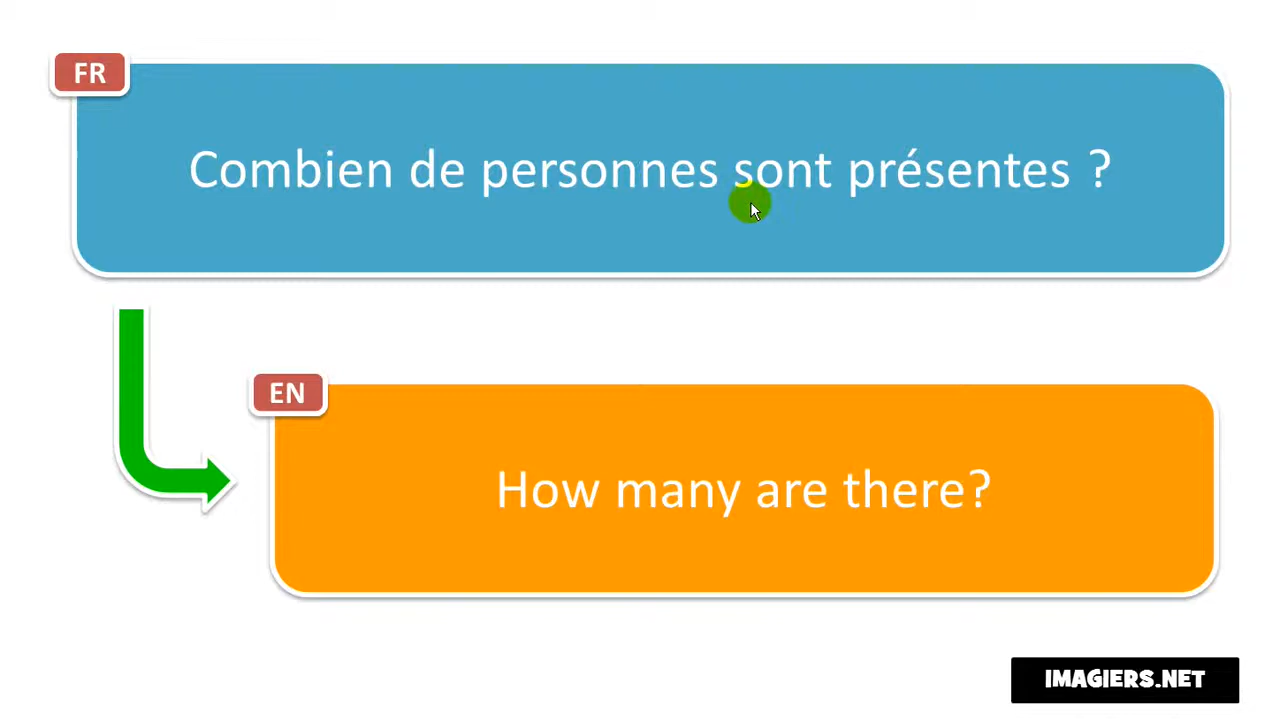 FR
Combien de personnes sont présentes ?
EN
How many are there?
IMAGIERS.NET